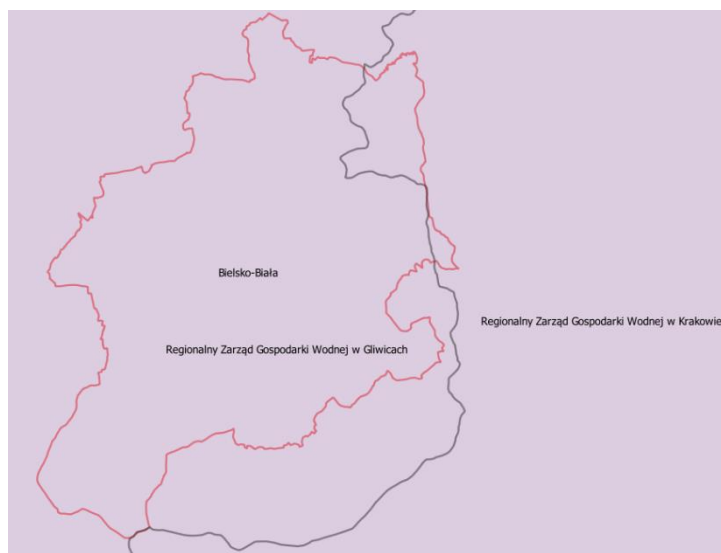 Bielsko-Biała
Regionalny Zarząd Gospodarki Wodnej w Krakowie
Regionalny Zarząd Gospodarki Wodnej w Gliwicach